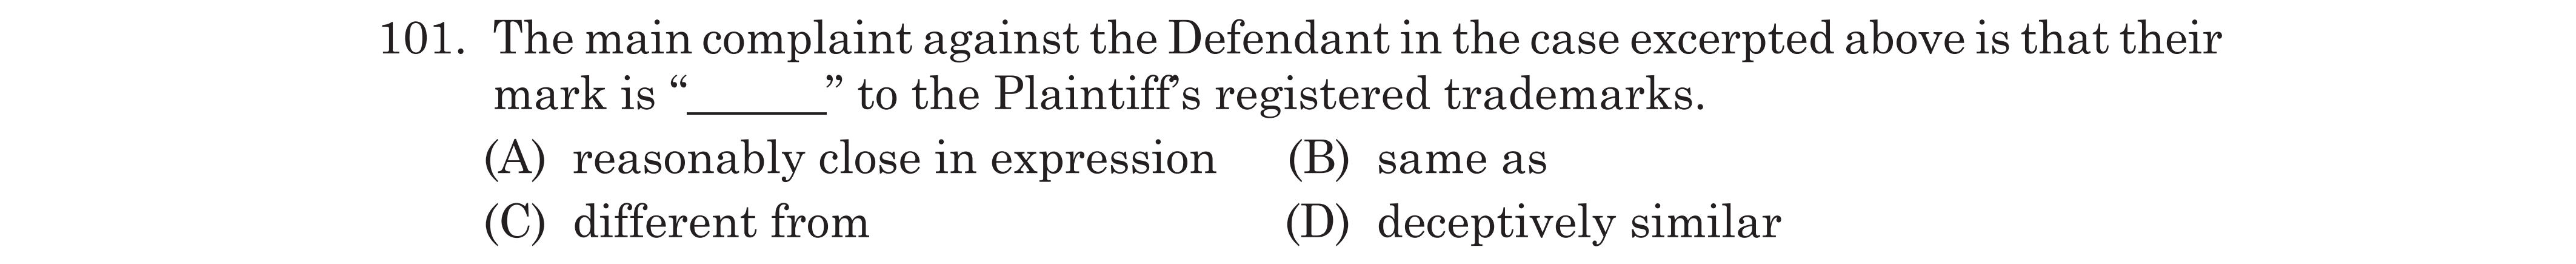 101. The main complaint against the Defendant in the case excerpted above is that their
mark is “______” to the Plaintiff’s registered trademarks.
(A) reasonably close in expression (B) same as
(C) different from (D) deceptively similar